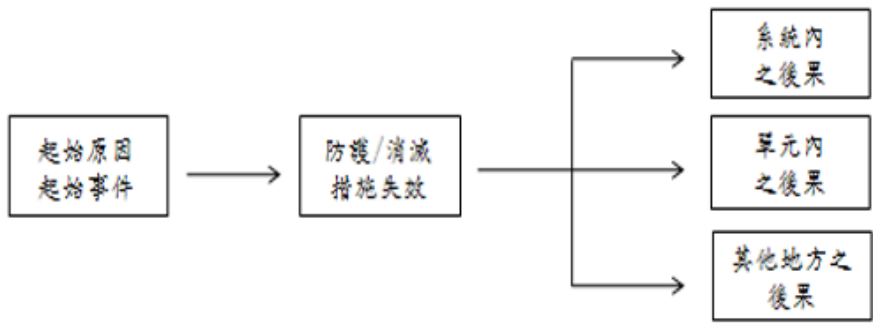 起始原因
起始事件
防護/消減
措施失效
系統內
之後果
單元內
之後果
其他地方之
後果